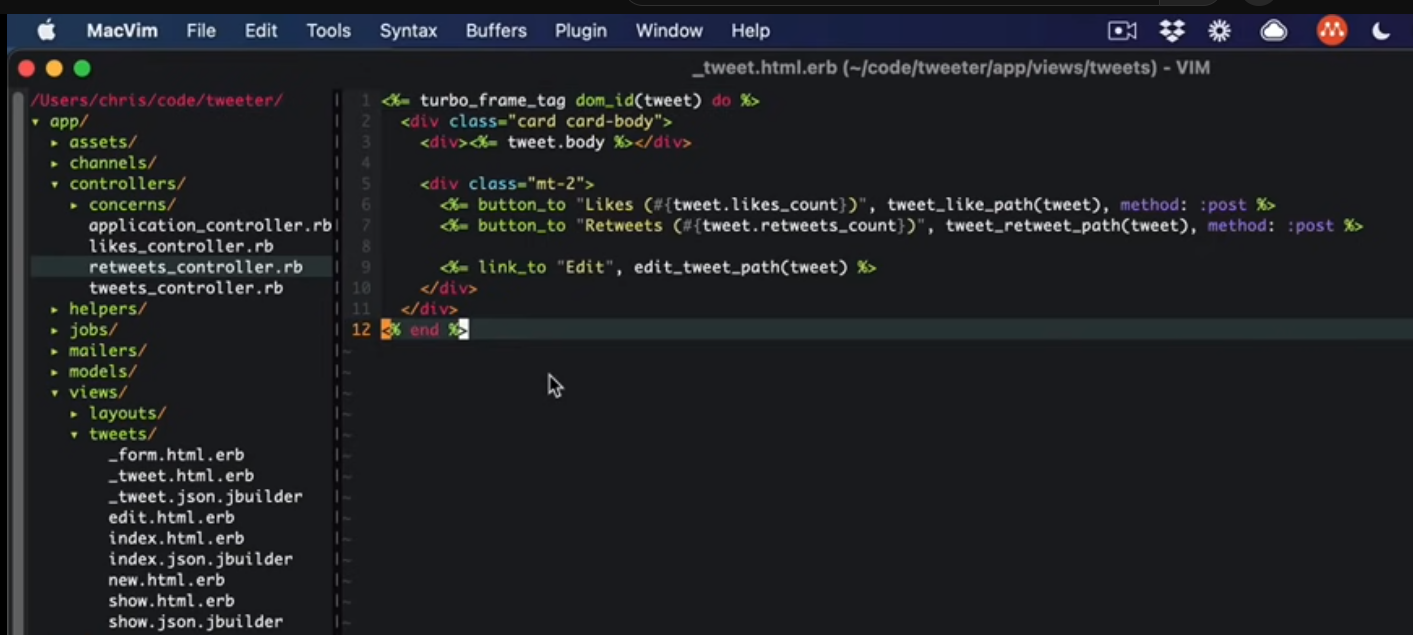 MacVim File Edit Tools Syntax Buffers Plugin Window Help
_tweet.html.erb (~/code/tweeter/app/views/tweets) - VIM
/Users/chris/code/tweeter/
▾ app/
▸ assets/
▸ channels/
▾ controllers/
▸ concerns/
application_controller.rb
likes_controller.rb
retweets_controller.rb
tweets_controller.rb
▸ helpers/
▸ jobs/
▸ mailers/
▸ models/
▾ views/
▸ layouts/
▾ tweets/
_form.html.erb
_tweet.html.erb
_tweet.json.jbuilder
edit.html.erb
index.html.erb
index.json.jbuilder
new.html.erb
show.html.erb
show.json.jbuilder
1 <%= turbo_frame_tag dom_id(tweet) do %>
2 <div class="card card-body">
3 <div><%= tweet.body %></div>
4
5 <div class="mt-2">
6 <%= button_to "Likes (#{tweet.likes_count})", tweet_like_path(tweet), method: :post %>
7 <%= button_to "Retweets (#{tweet.retweets_count})", tweet_retweet_path(tweet), method: :post %>
8
9 <%= link_to "Edit", edit_tweet_path(tweet) %>
10 </div>
11 </div>
12 <% end %>